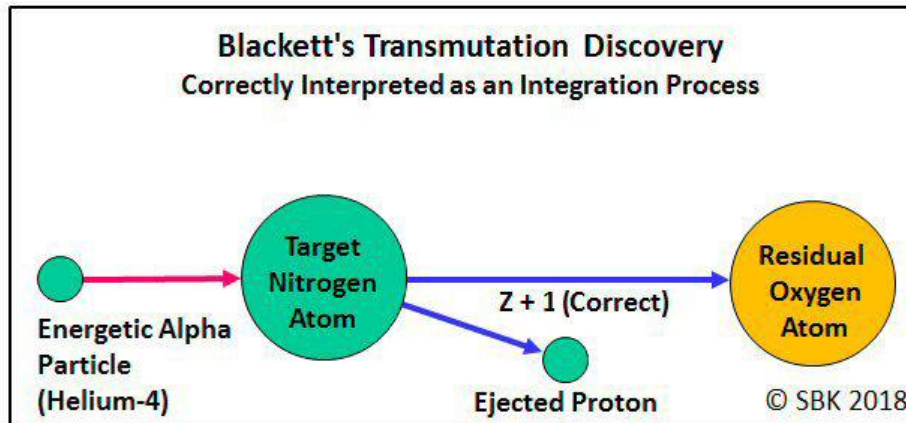 Blackett's Transmutation Discovery
Correctly Interpreted as an Integration Process
Target
Nitrogen
Atom
Residual
Oxygen
Atom
Z + 1 (Correct)
Energetic Alpha
Particle
(Helium-4)
Ejected Proton
© SBK 2018